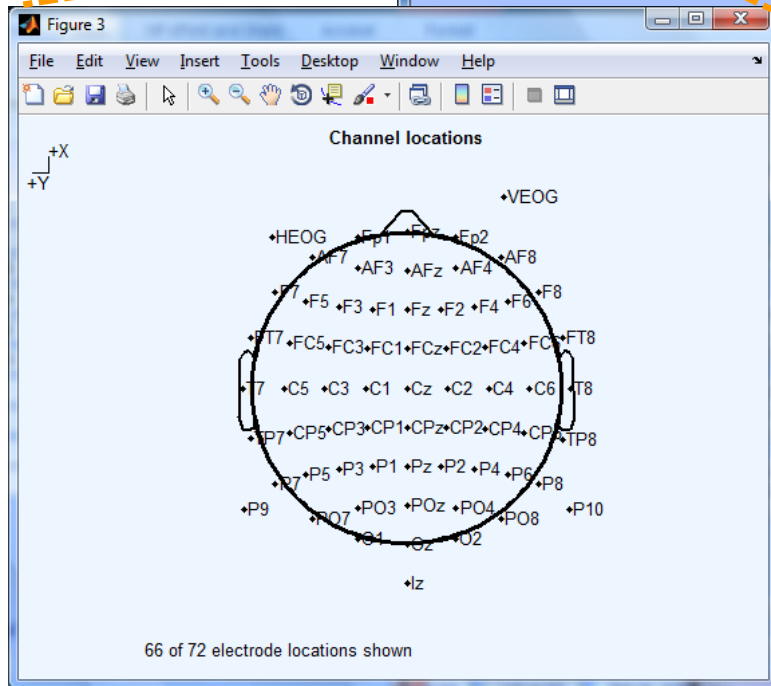 Figure 3
File Edit View Insert Tools Desktop Window Help
Channel locations
+X
+Y
VEOG
HEOG Fp1 Fpz Fp2
AF7 AF8
AF3 AFz AF4
F7 F8
F5 F3 F1 Fz F2 F4 F6
FT7 FC5 FC3 FC1 FCz FC2 FC4 FT8
T7 C5 C3 C1 Cz C2 C4 C6 T8
TP7 CP5 CP3 CP1 CPz CP2 CP4 TP8
P7 P5 P3 P1 Pz P2 P4 P6 P8
P9 PO3 POz PO4 P10
PO7 PO8
O1 Oz O2
Iz
66 of 72 electrode locations shown